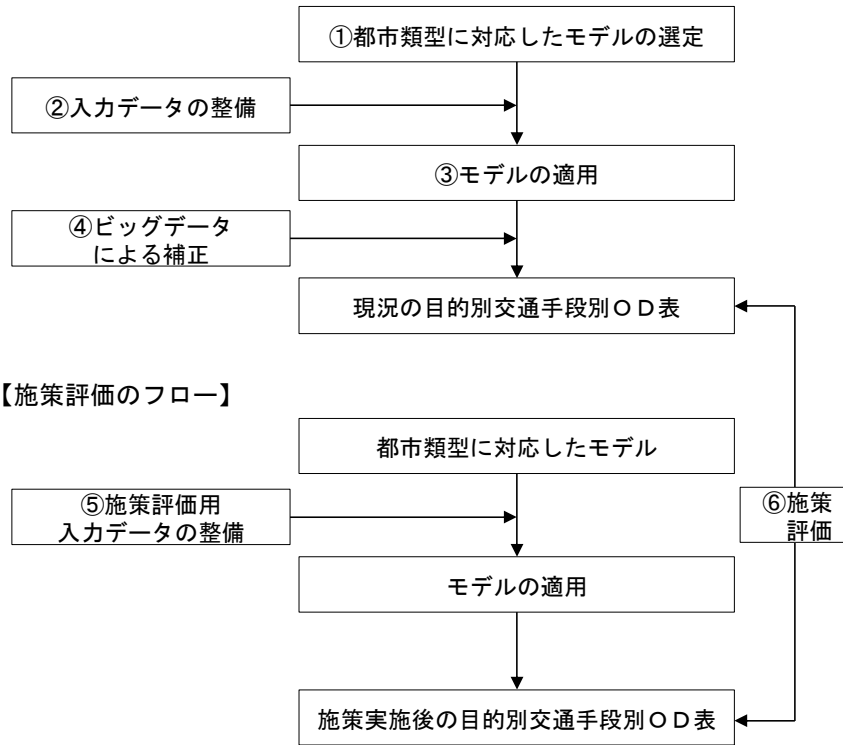 ①都市類型に対応したモデルの選定
②入力データの整備
③モデルの適用
④ビッグデータ
による補正
現況の目的別交通手段別ＯＤ表
【施策評価のフロー】
都市類型に対応したモデル
⑤施策評価用
入力データの整備
⑥施策
評価
モデルの適用
施策実施後の目的別交通手段別ＯＤ表